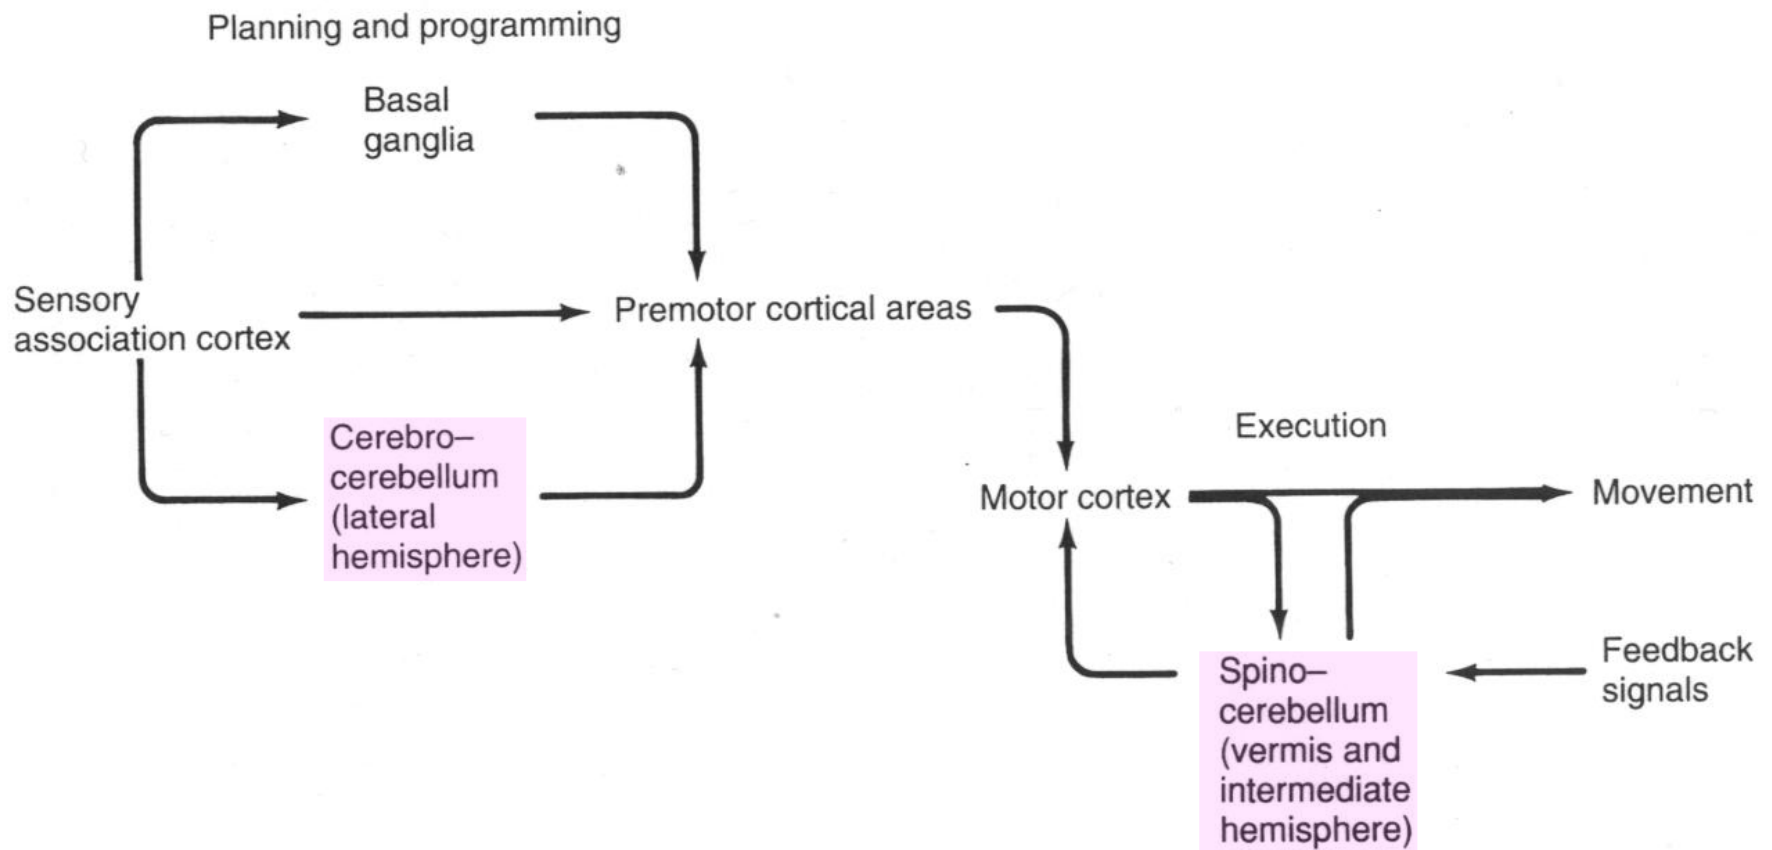 Planning and programming
Basal
ganglia
Sensory
association cortex
Premotor cortical areas
Cerebro–
cerebellum
(lateral
hemisphere)
Execution
Motor cortex
Movement
Spino–
cerebellum
(vermis and
intermediate
hemisphere)
Feedback
signals